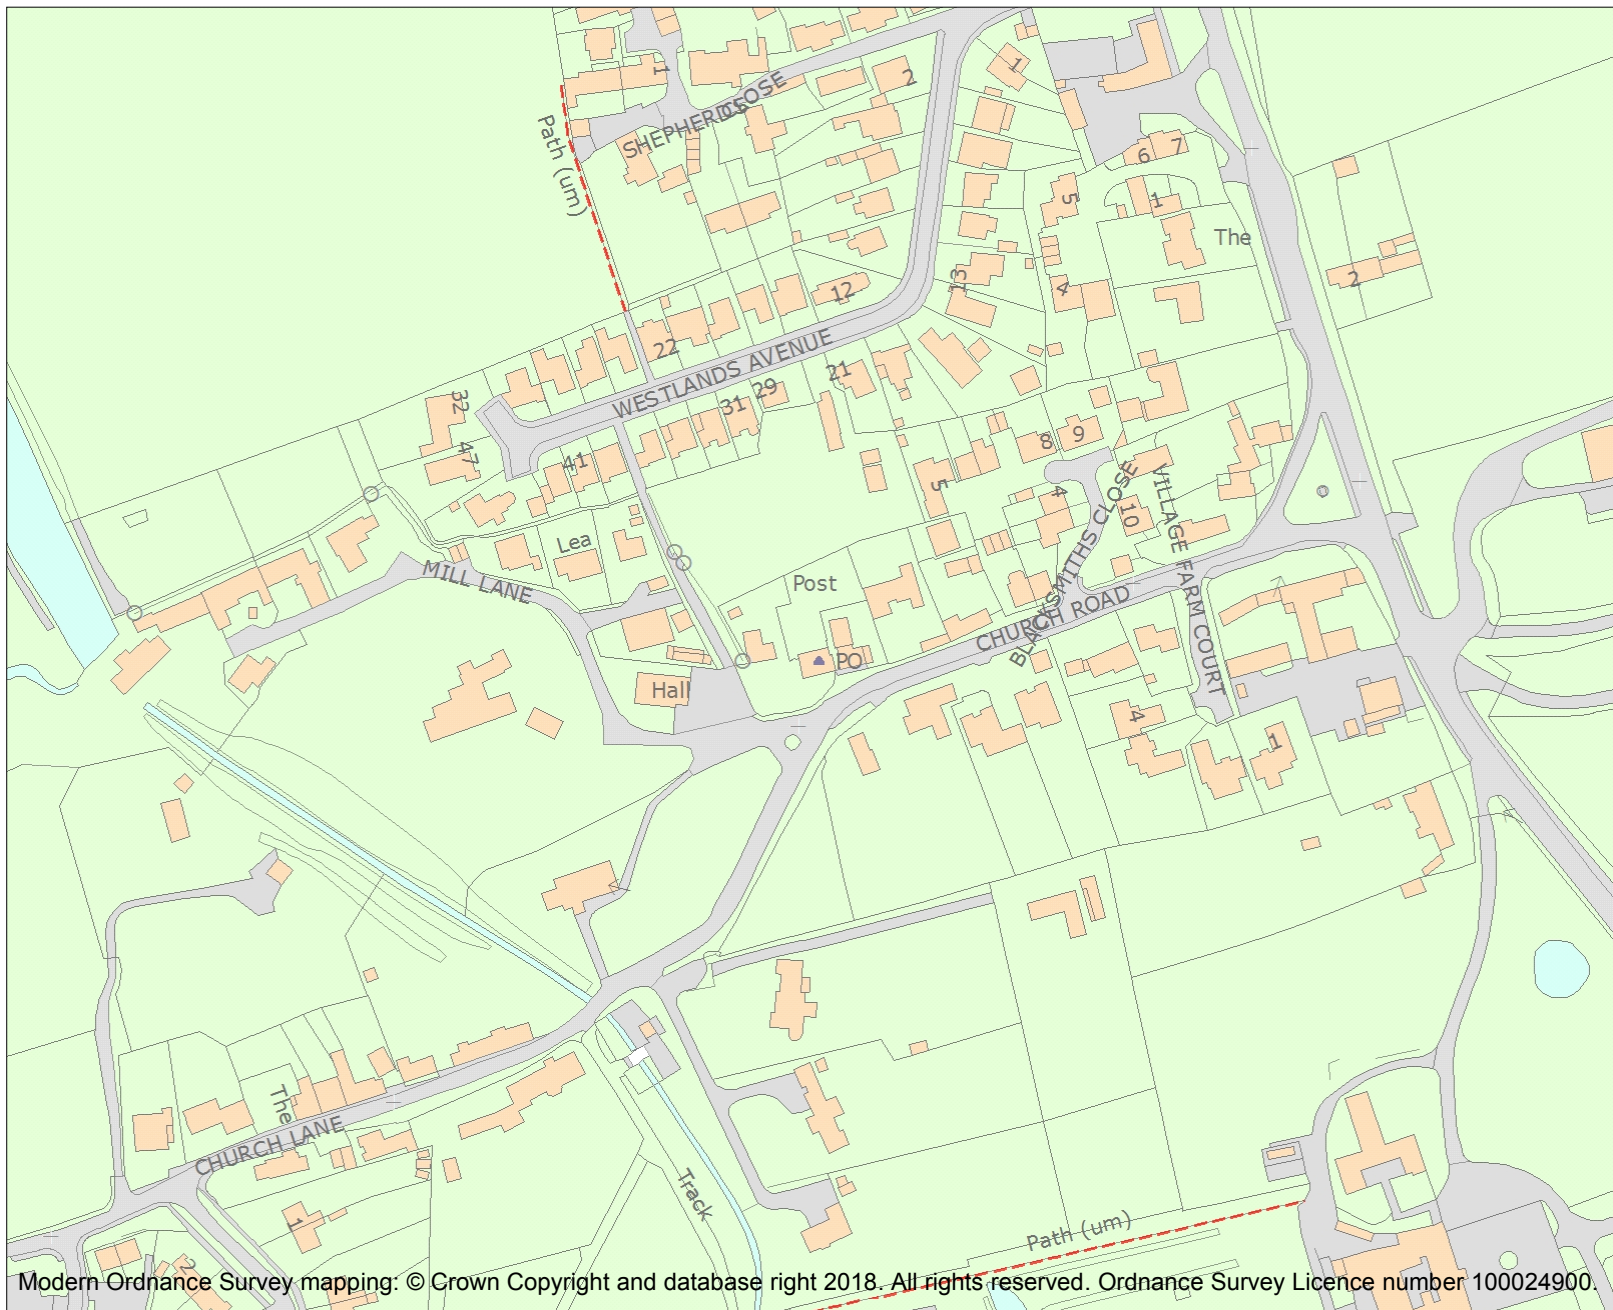 1
SHEPHERDS
CLOSE
2
1
Path (um)
6
7
5
1
The
13
4
2
12
22
WESTLANDS AVENUE
21
29
31
32
47
41
8
9
5
4
10
BLACKSMITHS CLOSE
VILLAGE FARM COURT
Lea
MILL LANE
Post
CHURCH ROAD
PO
Hall
4
1
The
CHURCH LANE
Track
1
2
Path (um)
Modern Ordnance Survey mapping: © Crown Copyright and database right 2018. All rights reserved. Ordnance Survey Licence number 100024900.